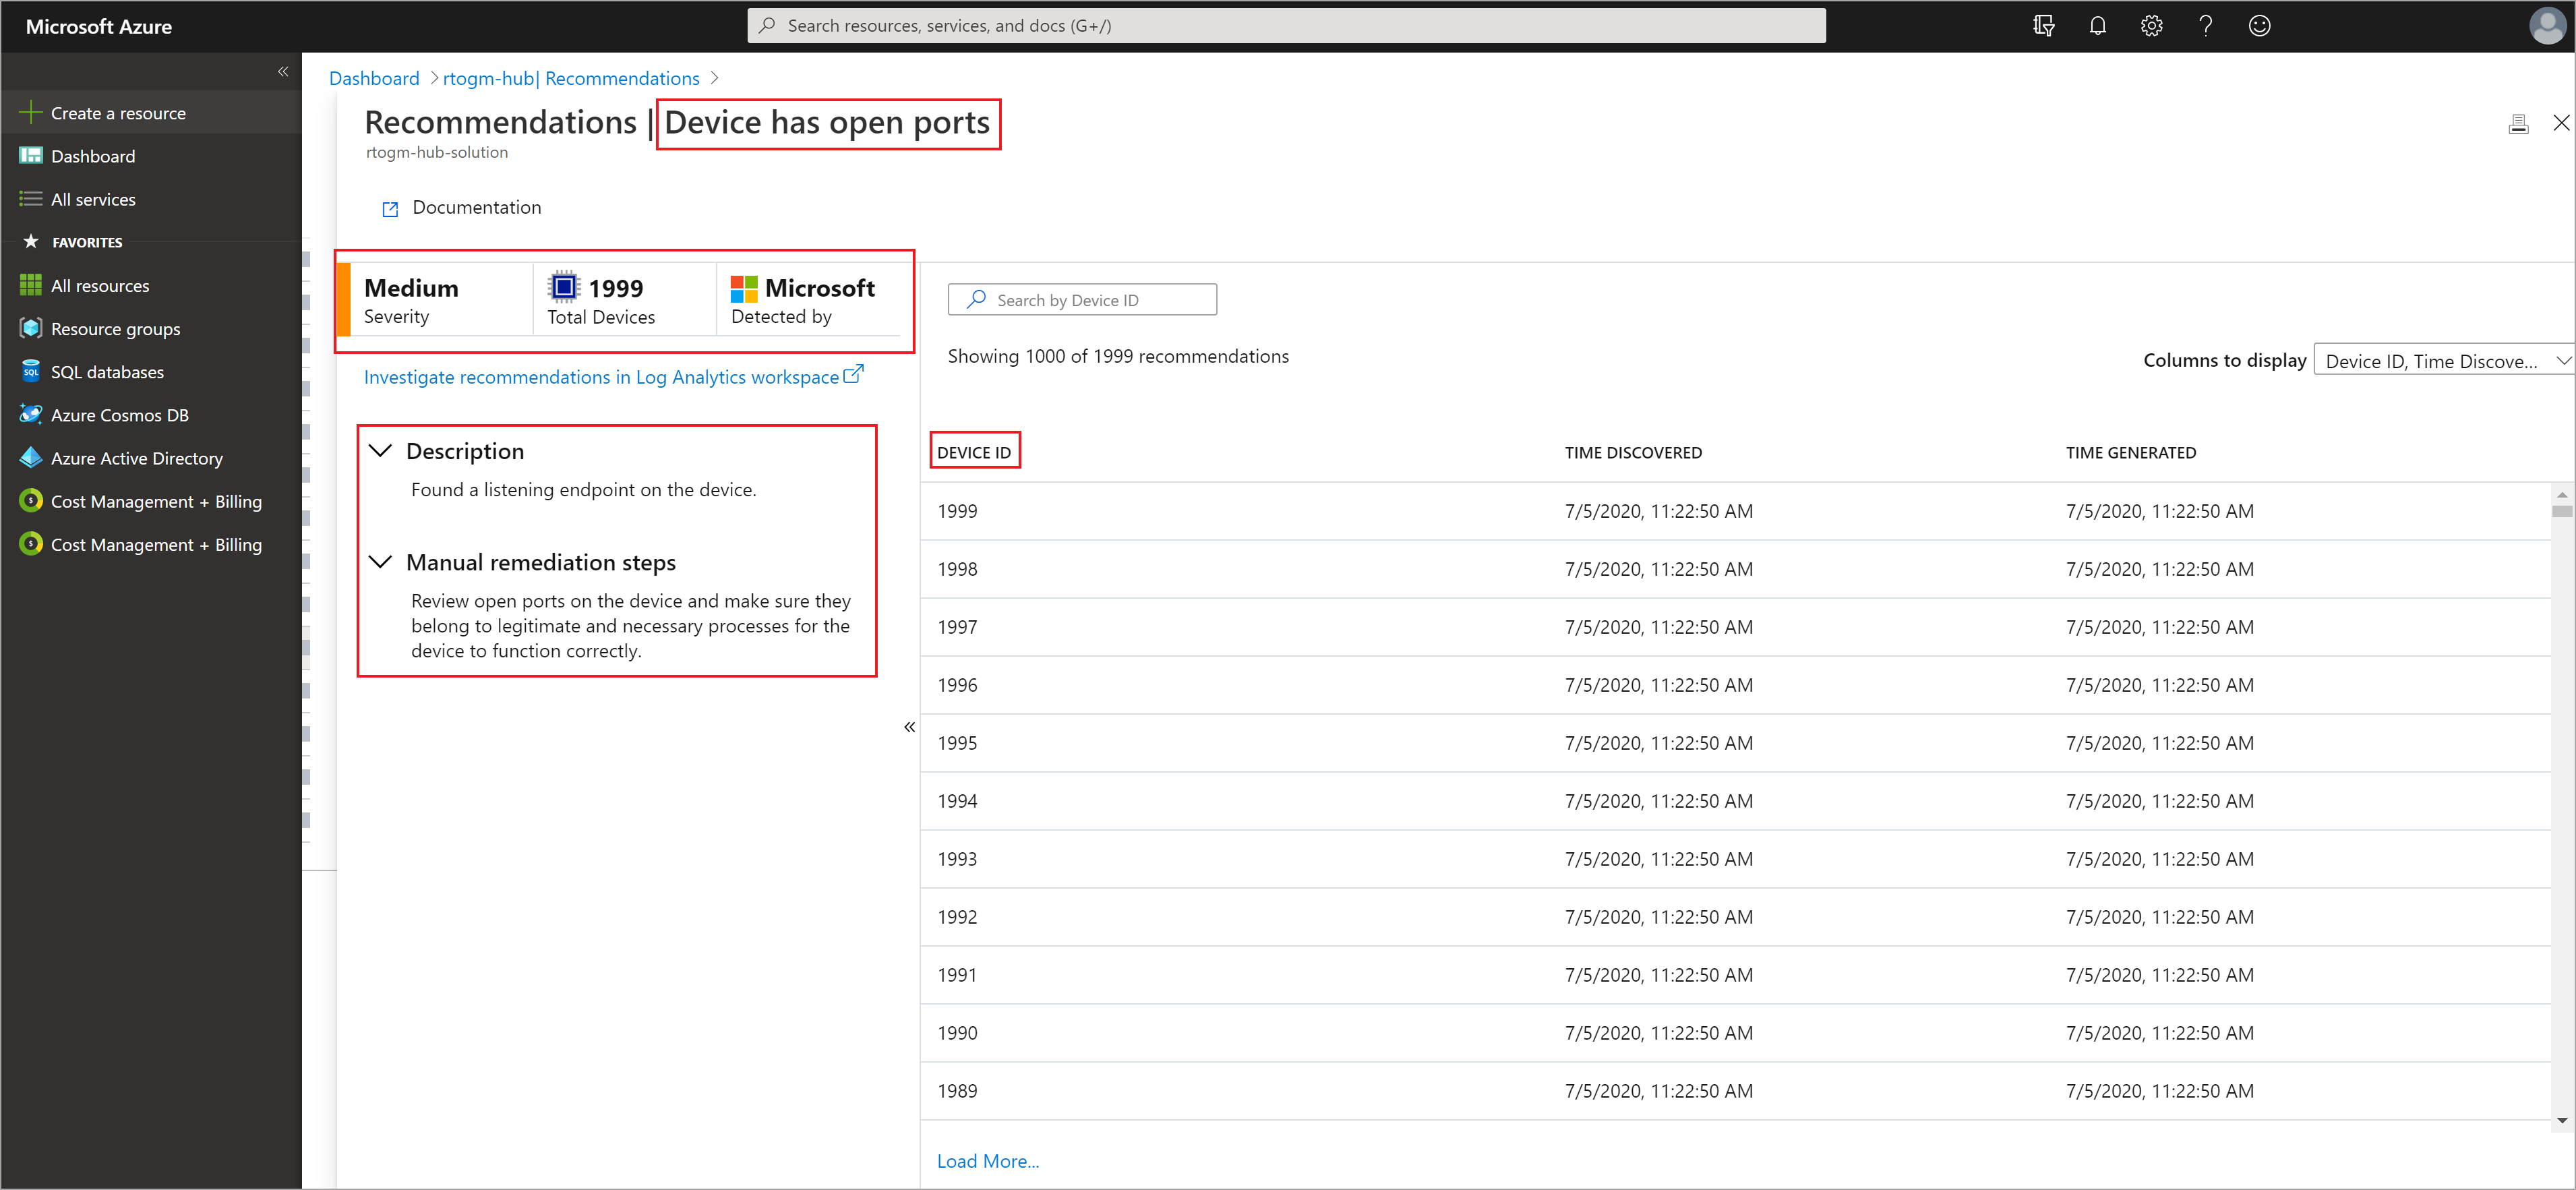 Microsoft Azure
Search resources, services, and docs (G+/)
Create a resource
Dashboard
All services
FAVORITES
All resources
Resource groups
SQL databases
Azure Cosmos DB
Azure Active Directory
Cost Management + Billing
Cost Management + Billing
Dashboard > rtogm-hub| Recommendations >
Recommendations | Device has open ports
rtogm-hub-solution
Documentation
Medium
Severity
1999
Total Devices
Microsoft
Detected by
Investigate recommendations in Log Analytics workspace
Description
Found a listening endpoint on the device.
Manual remediation steps
Review open ports on the device and make sure they
belong to legitimate and necessary processes for the
device to function correctly.
Search by Device ID
Showing 1000 of 1999 recommendations
Columns to display Device ID, Time Discove...
DEVICE ID TIME DISCOVERED TIME GENERATED
1999 7/5/2020, 11:22:50 AM 7/5/2020, 11:22:50 AM
1998 7/5/2020, 11:22:50 AM 7/5/2020, 11:22:50 AM
1997 7/5/2020, 11:22:50 AM 7/5/2020, 11:22:50 AM
1996 7/5/2020, 11:22:50 AM 7/5/2020, 11:22:50 AM
1995 7/5/2020, 11:22:50 AM 7/5/2020, 11:22:50 AM
1994 7/5/2020, 11:22:50 AM 7/5/2020, 11:22:50 AM
1993 7/5/2020, 11:22:50 AM 7/5/2020, 11:22:50 AM
1992 7/5/2020, 11:22:50 AM 7/5/2020, 11:22:50 AM
1991 7/5/2020, 11:22:50 AM 7/5/2020, 11:22:50 AM
1990 7/5/2020, 11:22:50 AM 7/5/2020, 11:22:50 AM
1989 7/5/2020, 11:22:50 AM 7/5/2020, 11:22:50 AM
Load More...